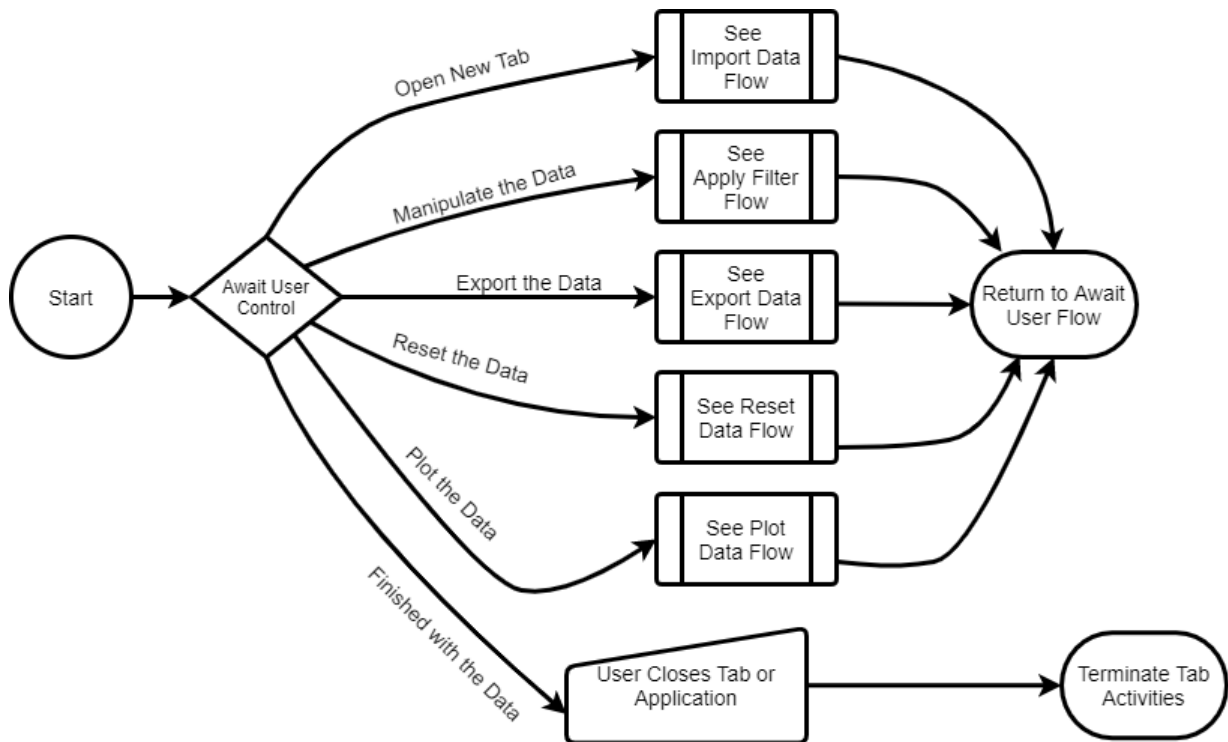 Start
Await User
Control
Open New Tab
See
Import Data
Flow
Manipulate the Data
See
Apply Filter
Flow
Export the Data
See
Export Data
Flow
Reset the Data
See Reset
Data Flow
Plot the Data
See Plot
Data Flow
Return to Await
User Flow
Finished with the Data
User Closes Tab or
Application
Terminate Tab
Activities